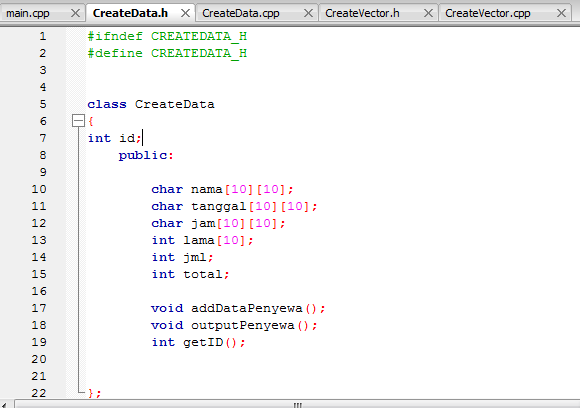 main.cpp CreateData.h CreateData.cpp CreateVector.h CreateVector.cpp
1 #ifndef CREATEDATA_H
2 #define CREATEDATA_H
3
4
5 class CreateData
6 {
7 int id;
8 public:
9
10 char nama[10][10];
11 char tanggal[10][10];
12 char jam[10][10];
13 int lama[10];
14 int jml;
15 int total;
16
17 void addDataPenyewa();
18 void outputPenyewa();
19 int getID();
20
21
22 };